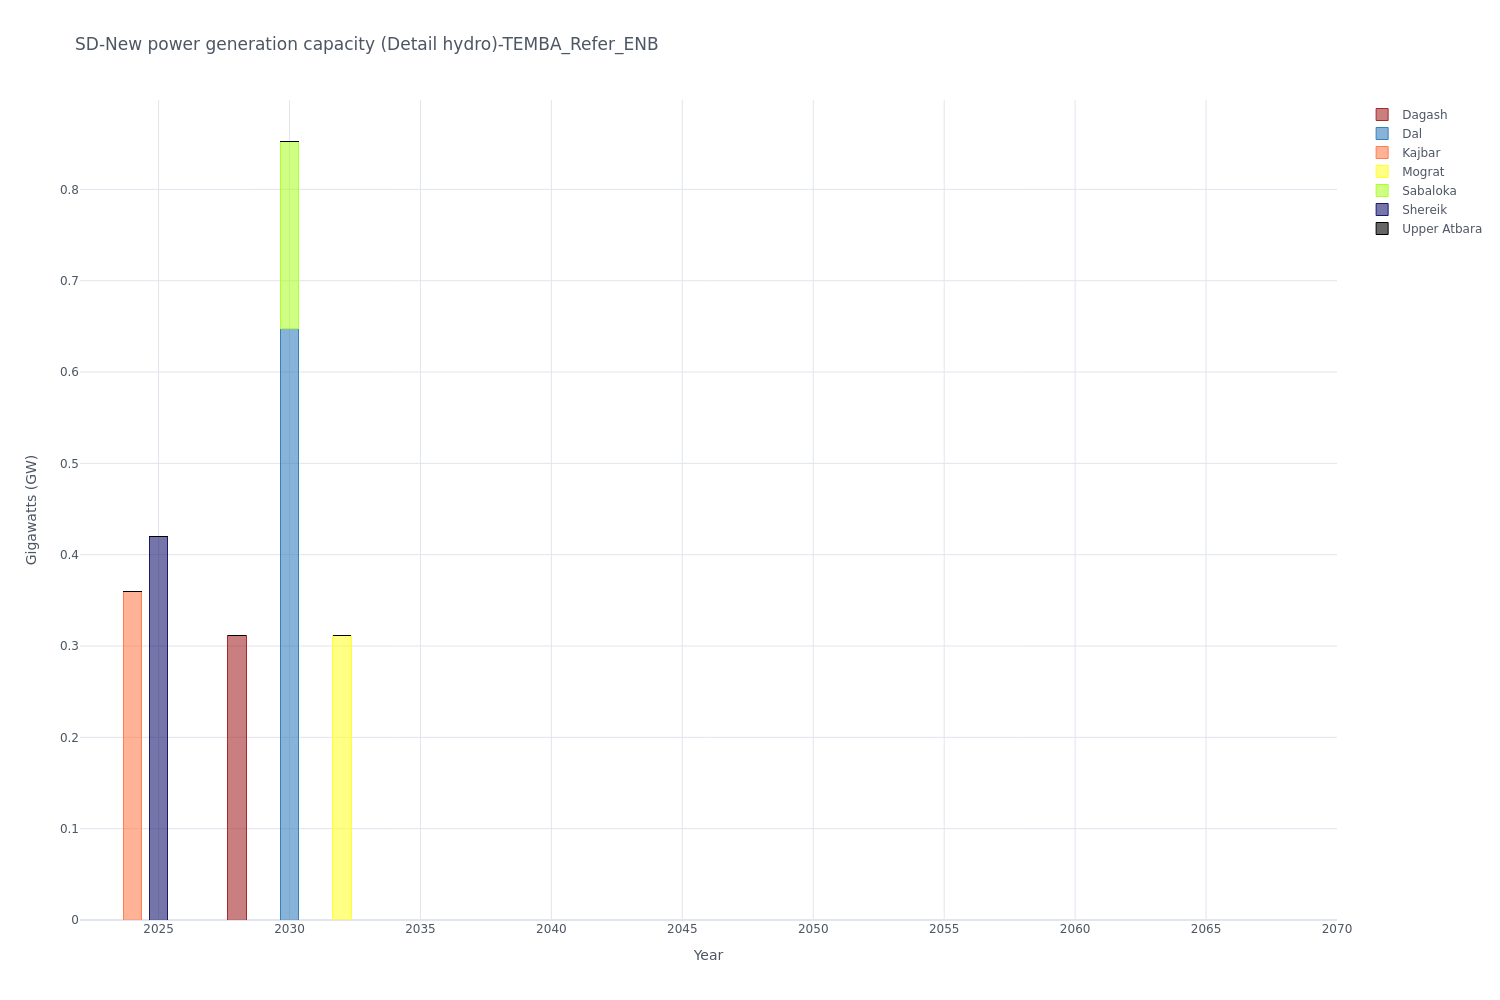 SD-New power generation capacity (Detail hydro)-TEMBA_Refer_ENB
Dagash
Dal
Kajbar
Mograt
Sabaloka
Shereik
Upper Atbara
Gigawatts (GW)
0.8
0.7
0.6
0.5
0.4
0.3
0.2
0.1
0
2025 2030 2035 2040 2045 2050 2055 2060 2065 2070
Year